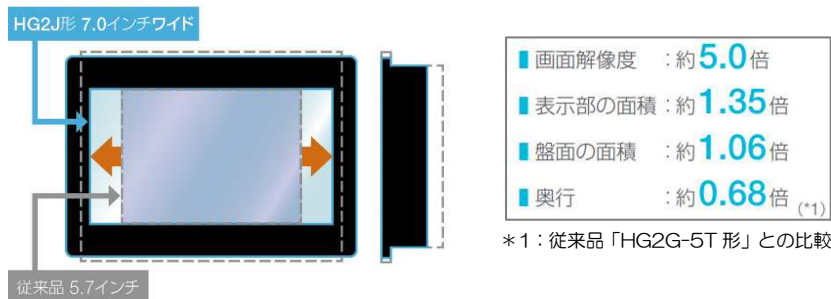 HG2J形 7.0インチワイド
従来品 5.7インチ
画面解像度 :約5.0倍
表示部の面積:約1.35倍
盤面の面積 :約1.06倍
奥行 :約0.68倍 (*1)
*1:従来品「HG2G-5T 形」との比較